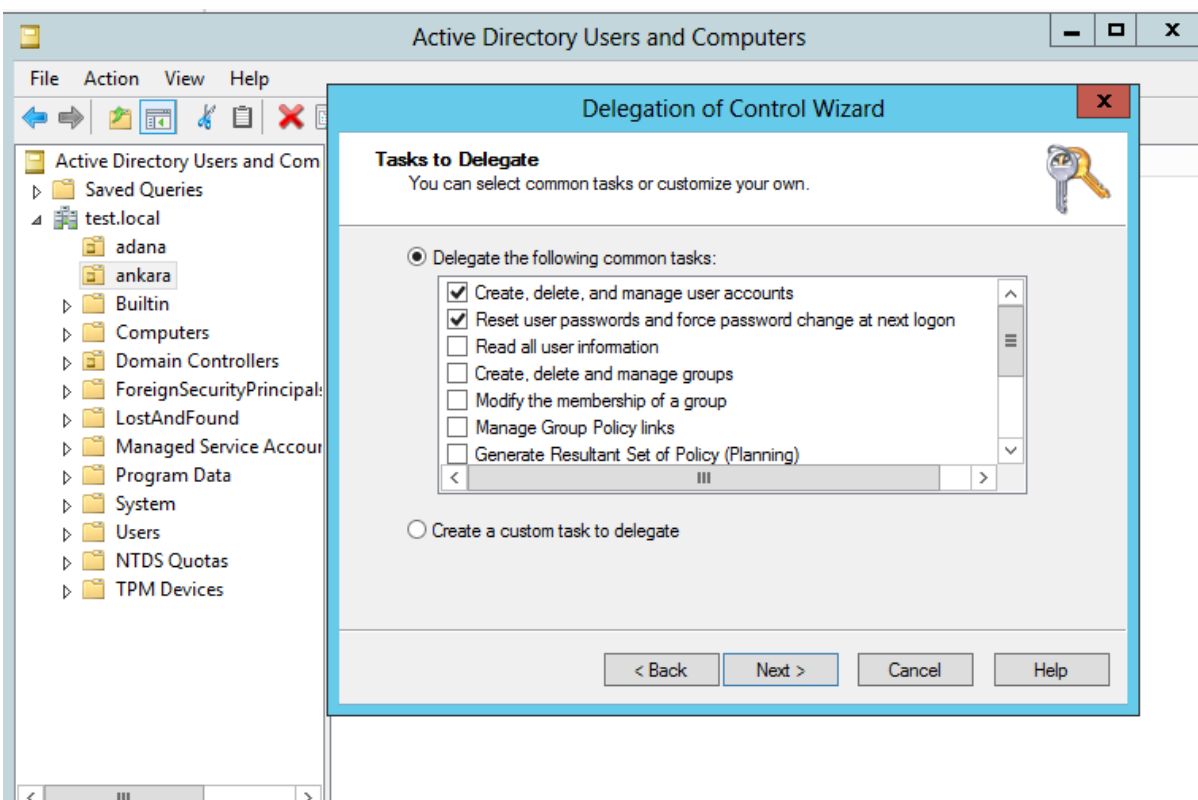 Active Directory Users and Computers
File Action View Help
Delegation of Control Wizard
x
Active Directory Users and Com
Saved Queries
test.local
adana
ankara
Builtin
Computers
Domain Controllers
ForeignSecurityPrincipal
LostAndFound
Managed Service Accour
Program Data
System
Users
NTDS Quotas
TPM Devices
Tasks to Delegate
You can select common tasks or customize your own.
Delegate the following common tasks:
Create, delete, and manage user accounts
Reset user passwords and force password change at next logon
Read all user information
Create, delete and manage groups
Modify the membership of a group
Manage Group Policy links
Generate Resultant Set of Policy (Planning)
Create a custom task to delegate
< Back Next > Cancel Help